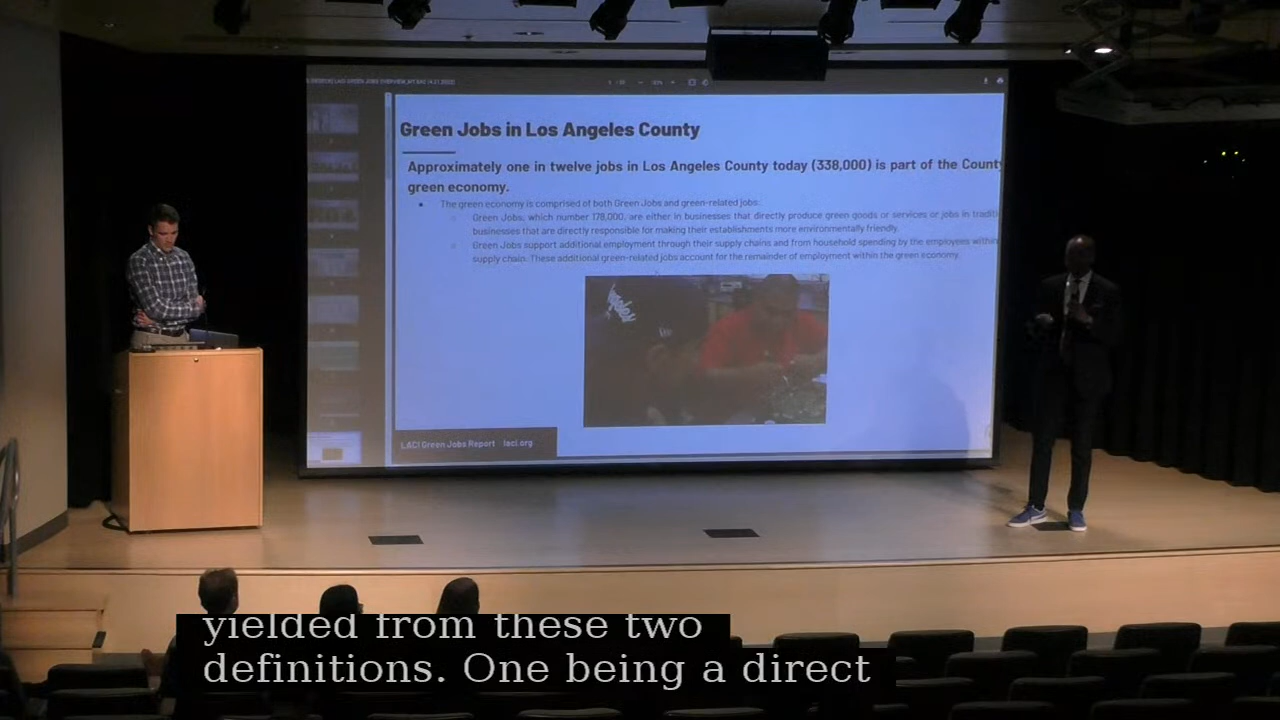 Green Jobs in Los Angeles County
Approximately one in twelve jobs in Los Angeles County today (338,000) is part of the County
green economy.
The green economy is comprised of both Green Jobs and green-related jobs.
Green Jobs, which number 178,000, are either in businesses that directly produce green goods or services or jobs in traditi
businesses that are directly responsible for making their establishments more environmentally friendly.
Green Jobs support additional employment through their supply chains and from household spending by the employees within
supply chain. These additional green-related jobs account for the remainder of employment within the green economy.
LACI Green Jobs Report laci.org
yielded from these two
definitions. One being a direct